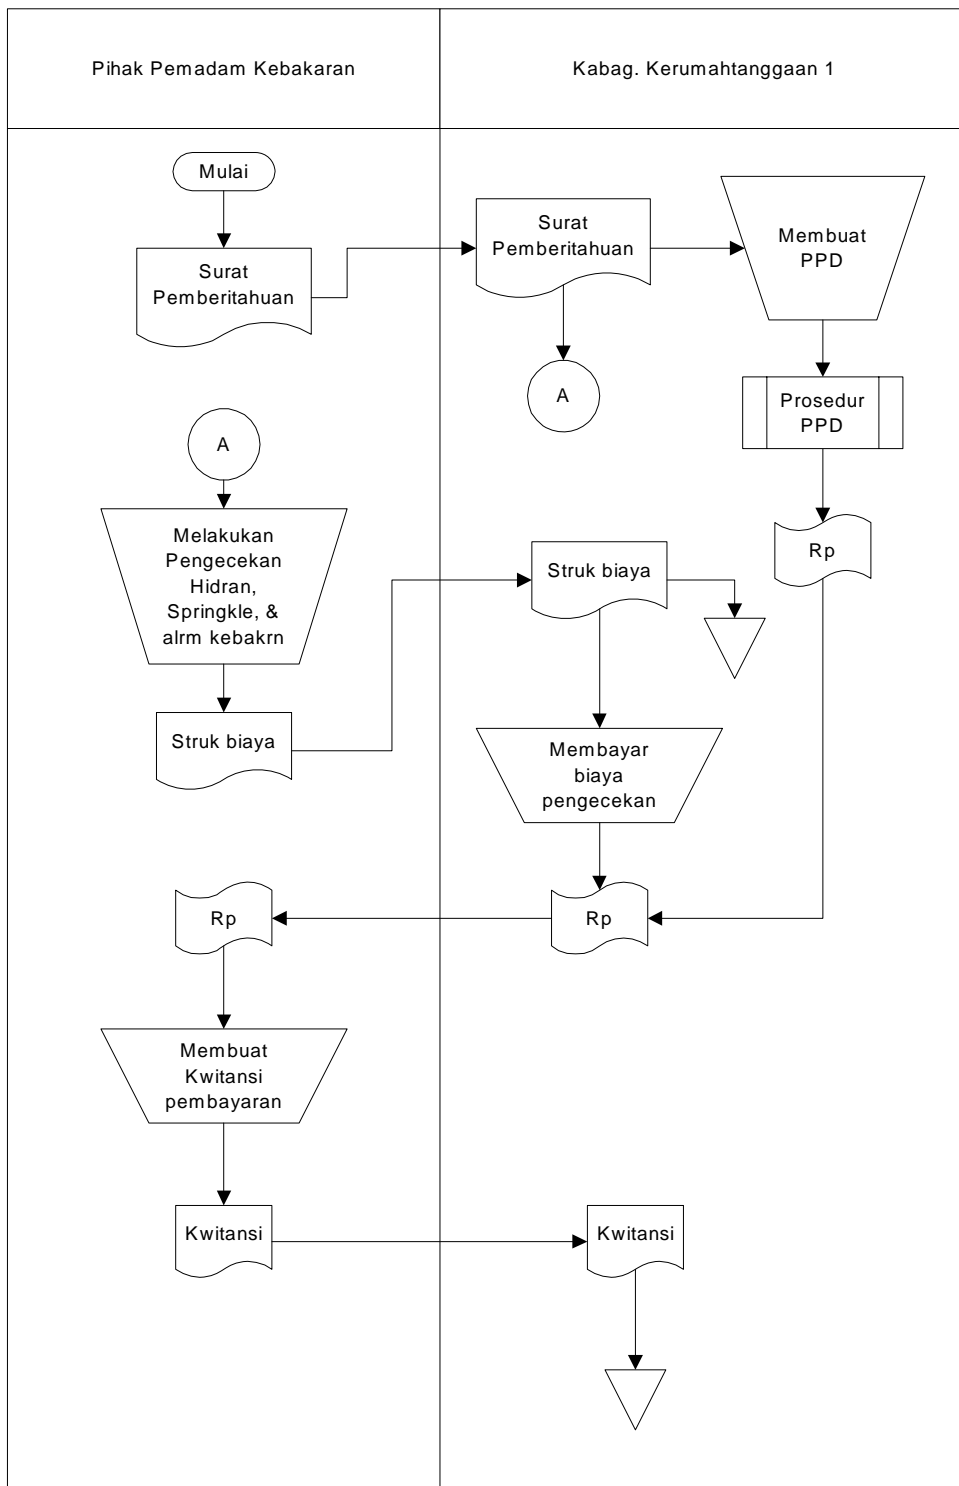 Pihak Pemadam Kebakaran
Kabag. Kerumahtanggaan 1
Mulai
Surat
Pemberitahuan
Surat
Pemberitahuan
Membuat
PPD
A
Prosedur
PPD
A
Rp
Melakukan
Pengecekan
Hidran,
Springkle, &
alrm kebakrn
Struk biaya
Struk biaya
Membayar
biaya
pengecekan
Rp
Rp
Membuat
Kwitansi
pembayaran
Kwitansi
Kwitansi